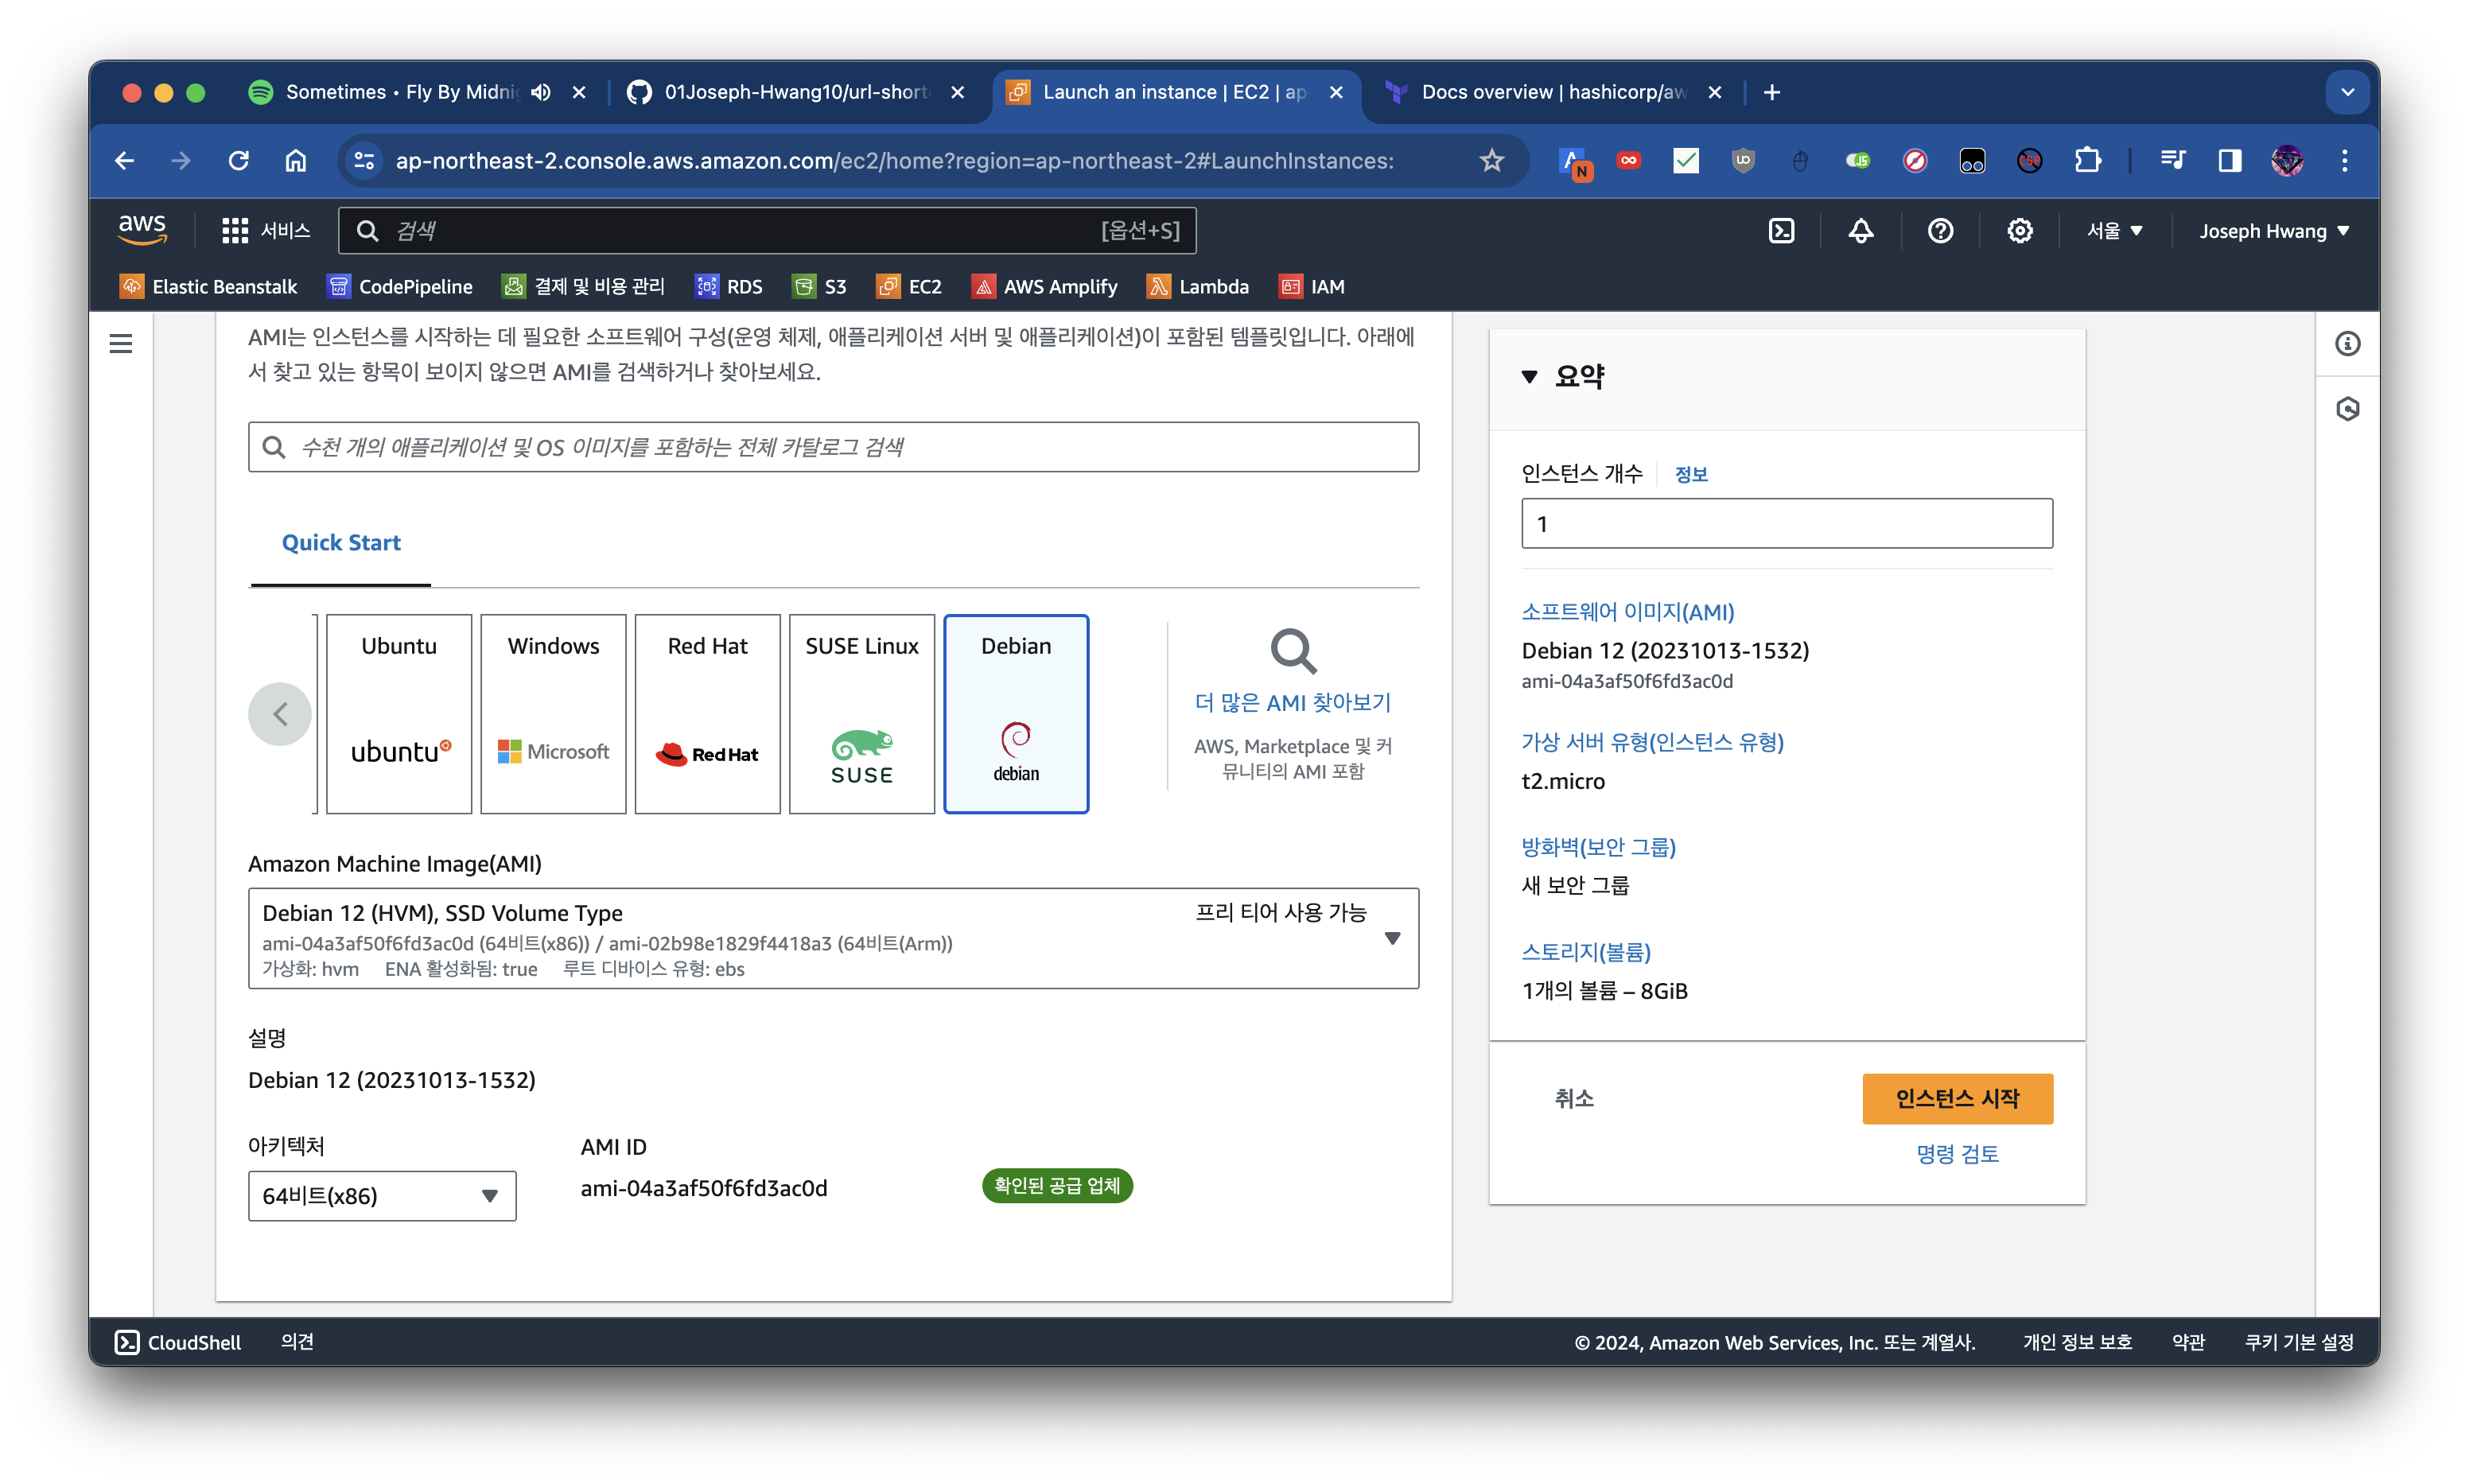 Sometimes • Fly By Midnig
01Joseph-Hwang10/url-short
Launch an instance | EC2 | ap
Docs overview | hashicorp/aw
ap-northeast-2.console.aws.amazon.com/ec2/home?region=ap-northeast-2#LaunchInstances:
aws
서비스
검색
[옵션+S]
서울
Joseph Hwang
Elastic Beanstalk
CodePipeline
결제 및 비용 관리
RDS
S3
EC2
AWS Amplify
Lambda
IAM
AMI는 인스턴스를 시작하는 데 필요한 소프트웨어 구성(운영 체제, 애플리케이션 서버 및 애플리케이션)이 포함된 템플릿입니다. 아래에
서 찾고 있는 항목이 보이지 않으면 AMI를 검색하거나 찾아보세요.
수천 개의 애플리케이션 및 OS 이미지를 포함하는 전체 카탈로그 검색
Quick Start
Ubuntu
ubuntu
Windows
Microsoft
Red Hat
Red Hat
SUSE Linux
SUSE
Debian
debian
더 많은 AMI 찾아보기
AWS, Marketplace 및 커
뮤니티의 AMI 포함
Amazon Machine Image(AMI)
Debian 12 (HVM), SSD Volume Type
프리 티어 사용 가능
ami-04a3af50f6fd3ac0d (64비트(x86)) / ami-02b98e1829f4418a3 (64비트(Arm))
가상화: hvm ENA 활성화됨: true 루트 디바이스 유형: ebs
설명
Debian 12 (20231013-1532)
아키텍처
64비트(x86)
AMI ID
ami-04a3af50f6fd3ac0d
확인된 공급 업체
요약
인스턴스 개수
정보
1
소프트웨어 이미지(AMI)
Debian 12 (20231013-1532)
ami-04a3af50f6fd3ac0d
가상 서버 유형(인스턴스 유형)
t2.micro
방화벽(보안 그룹)
새 보안 그룹
스토리지(볼륨)
1개의 볼륨 – 8GiB
취소
인스턴스 시작
명령 검토
CloudShell
의견
© 2024, Amazon Web Services, Inc. 또는 계열사.
개인 정보 보호
약관
쿠키 기본 설정